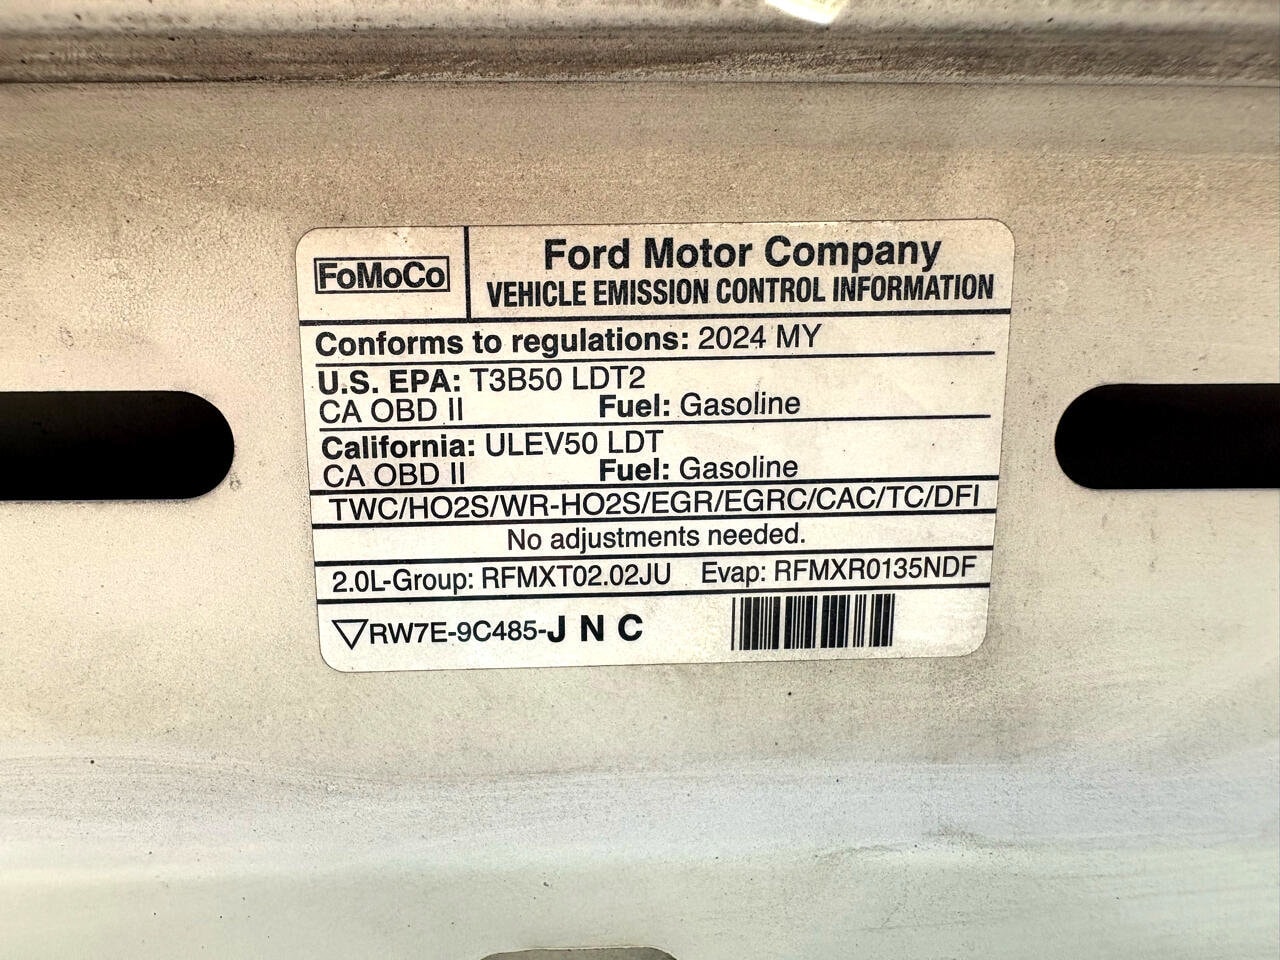 FoMoCo
Ford Motor Company
VEHICLE EMISSION CONTROL INFORMATION
Conforms to regulations: 2024 MY
U.S. EPA: T3B50 LDT2
CA OBD II Fuel: Gasoline
California: ULEV50 LDT
CA OBD II Fuel: Gasoline
TWC/HO2S/WR-HO2S/EGR/EGRC/CAC/TC/DFI
No adjustments needed.
2.0L-Group: RFMXT02.02JU Evap: RFMXR0135NDF
RW7E-9C485-J N C